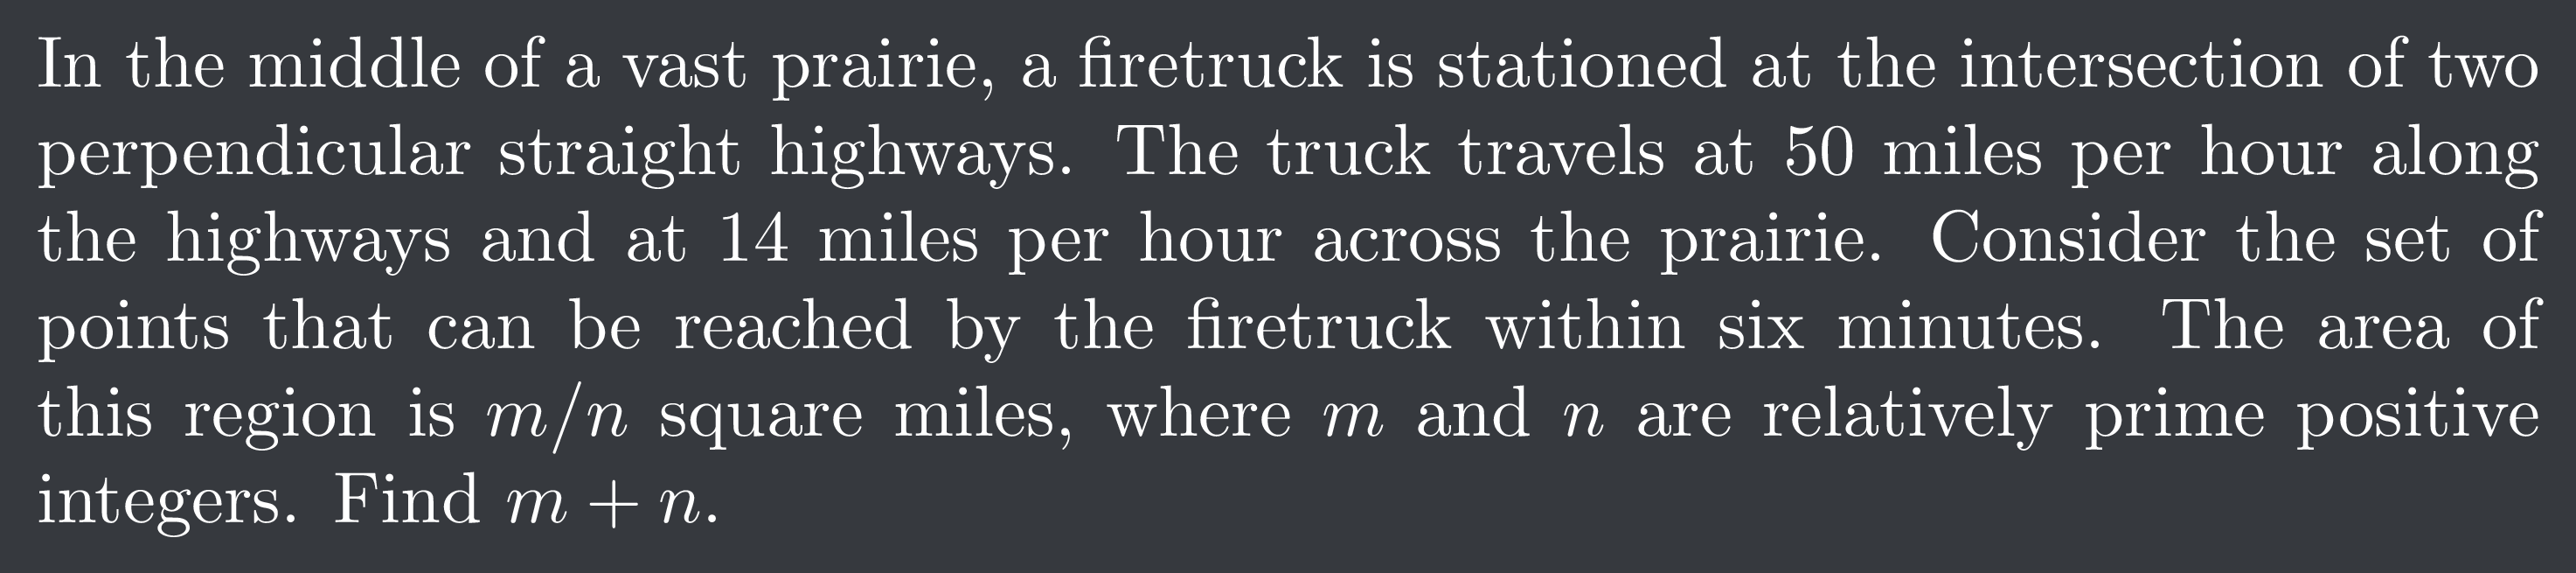 In the middle of a vast prairie, a firetruck is stationed at the intersection of two
perpendicular straight highways. The truck travels at 50 miles per hour along
the highways and at 14 miles per hour across the prairie. Consider the set of
points that can be reached by the firetruck within six minutes. The area of
this region is m/n square miles, where m and n are relatively prime positive
integers. Find m + n.